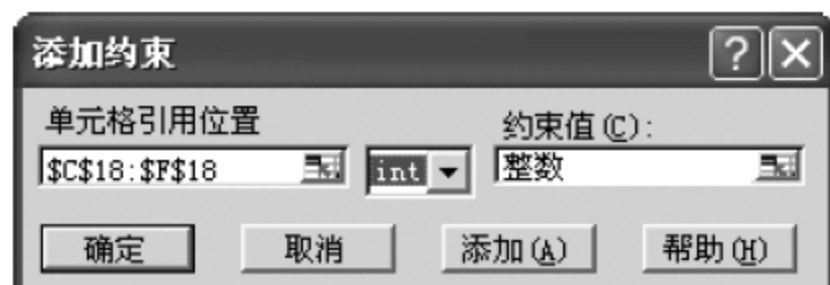 添加约束
单元格引用位置 约束值(C):
$C$18:$F$18 int 整数
确定 取消 添加(A) 帮助(H)